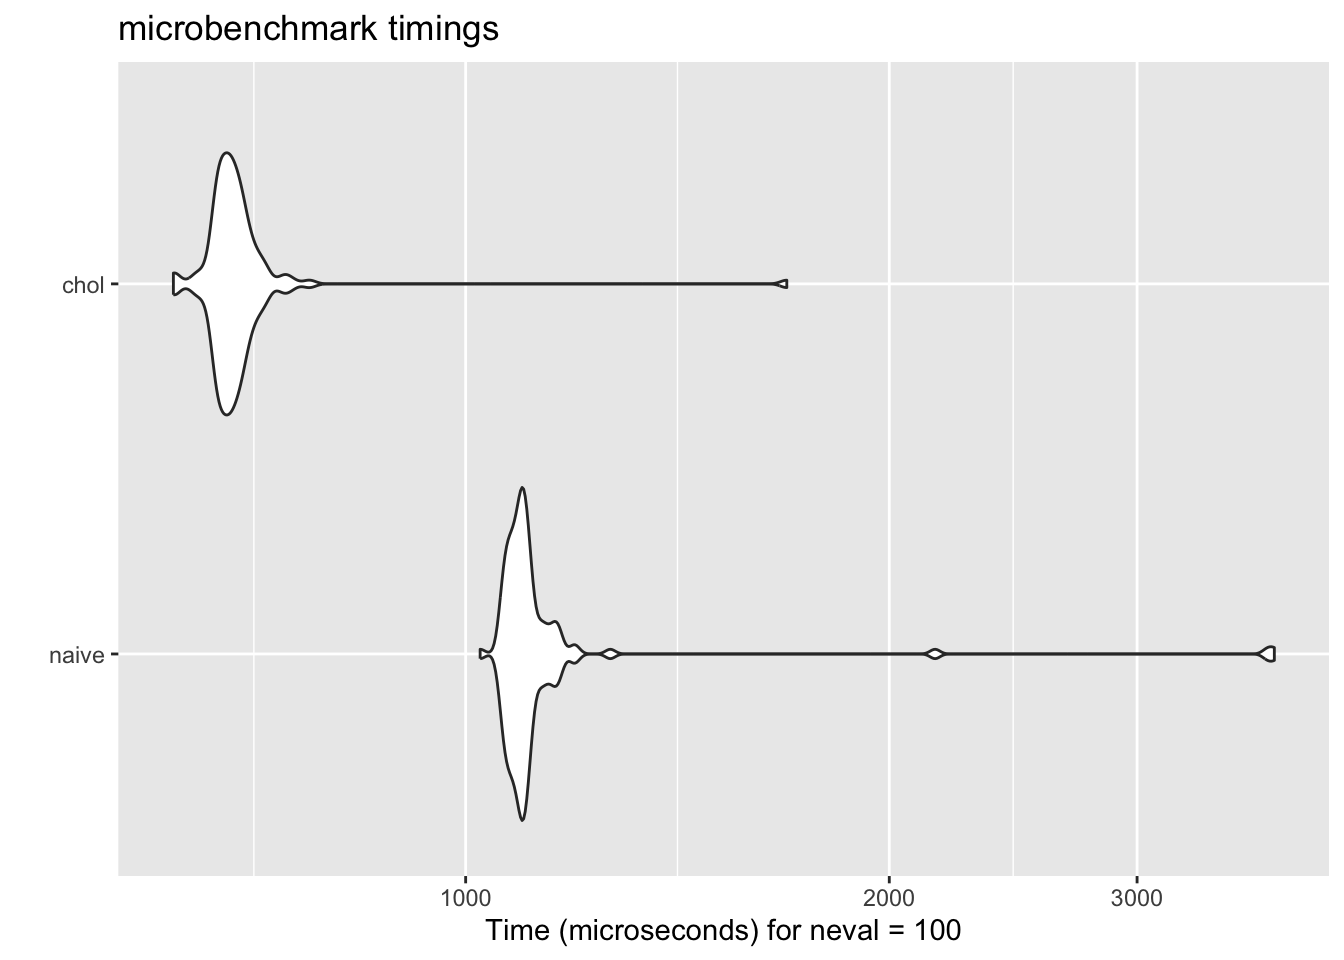 microbenchmark timings
chol
naive
1000 2000 3000
Time (microseconds) for neval = 100